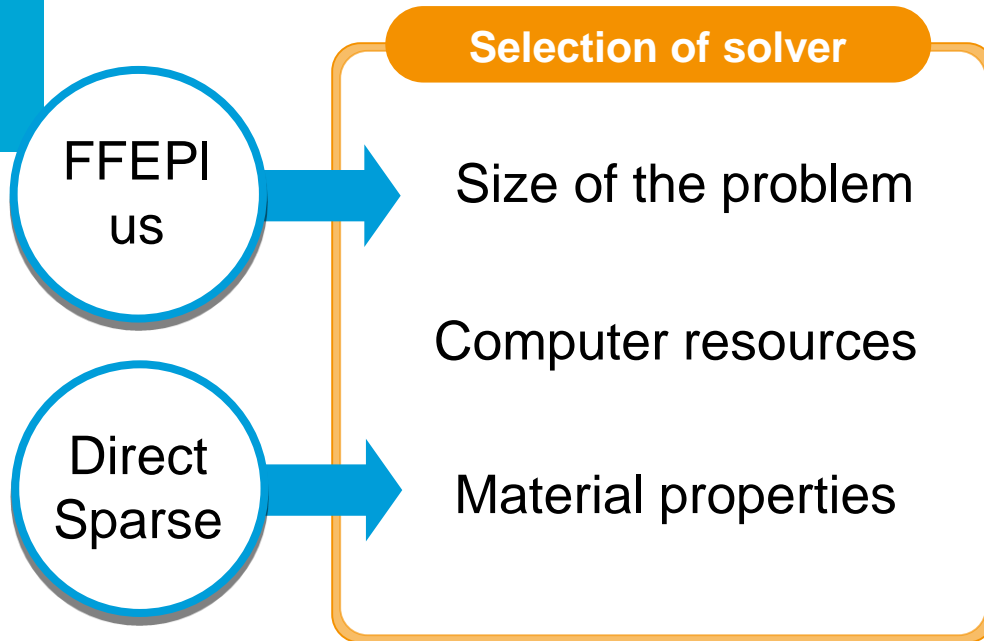 Selection of solver
FFEPl
us
Size of the problem
Computer resources
Direct
Sparse
Material properties